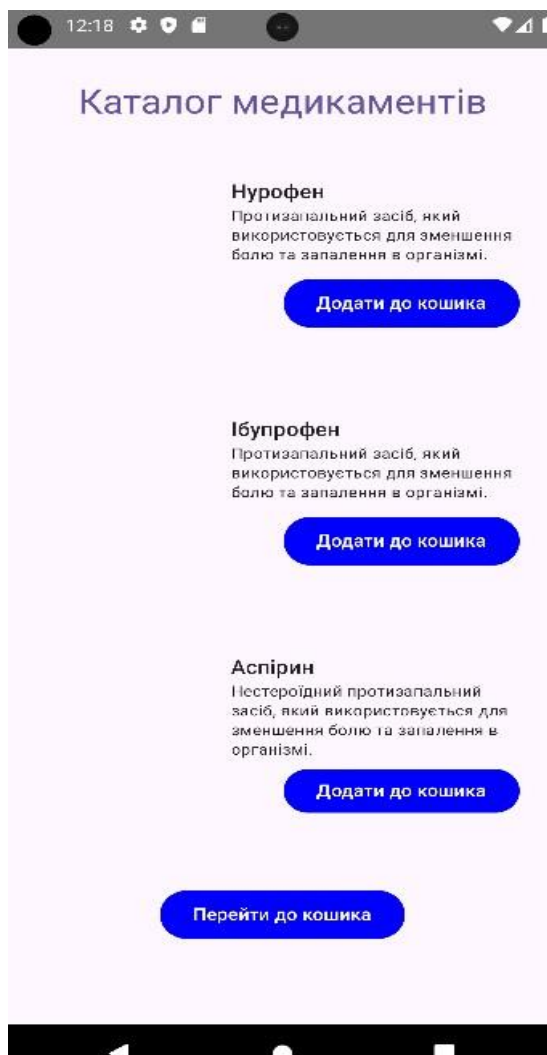 12:18
Каталог медикаментів
Нурофен
Протизапальний засіб, який
використовується для зменшення
болю та запалення в організмі.
Додати до кошика
Ібупрофен
Протизапальний засіб, який
використовується для зменшення
болю та запалення в організмі.
Додати до кошика
Аспірин
Нестероїдний протизапальний
засіб, який використовується для
зменшення болю та запалення в
організмі.
Додати до кошика
Перейти до кошика